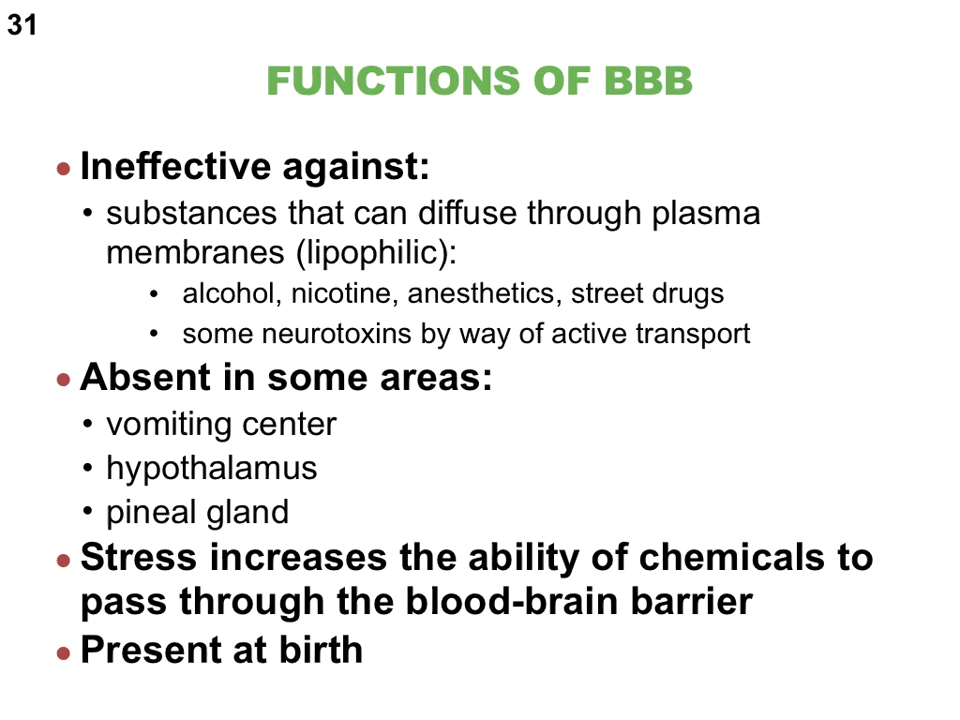 31
FUNCTIONS OF BBB
• Ineffective against:
• substances that can diffuse through plasma
membranes (lipophilic):
• alcohol, nicotine, anesthetics, street drugs
• some neurotoxins by way of active transport
• Absent in some areas:
• vomiting center
• hypothalamus
• pineal gland
• Stress increases the ability of chemicals to
pass through the blood-brain barrier
• Present at birth